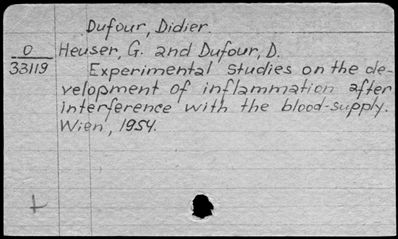 Dufour, Didier.
O Heuser, G. and Dufour, D.
33119 Experimental Studies on the de-
velopment of inflammation after
interference with the blood-supply.
Wien, 1954.